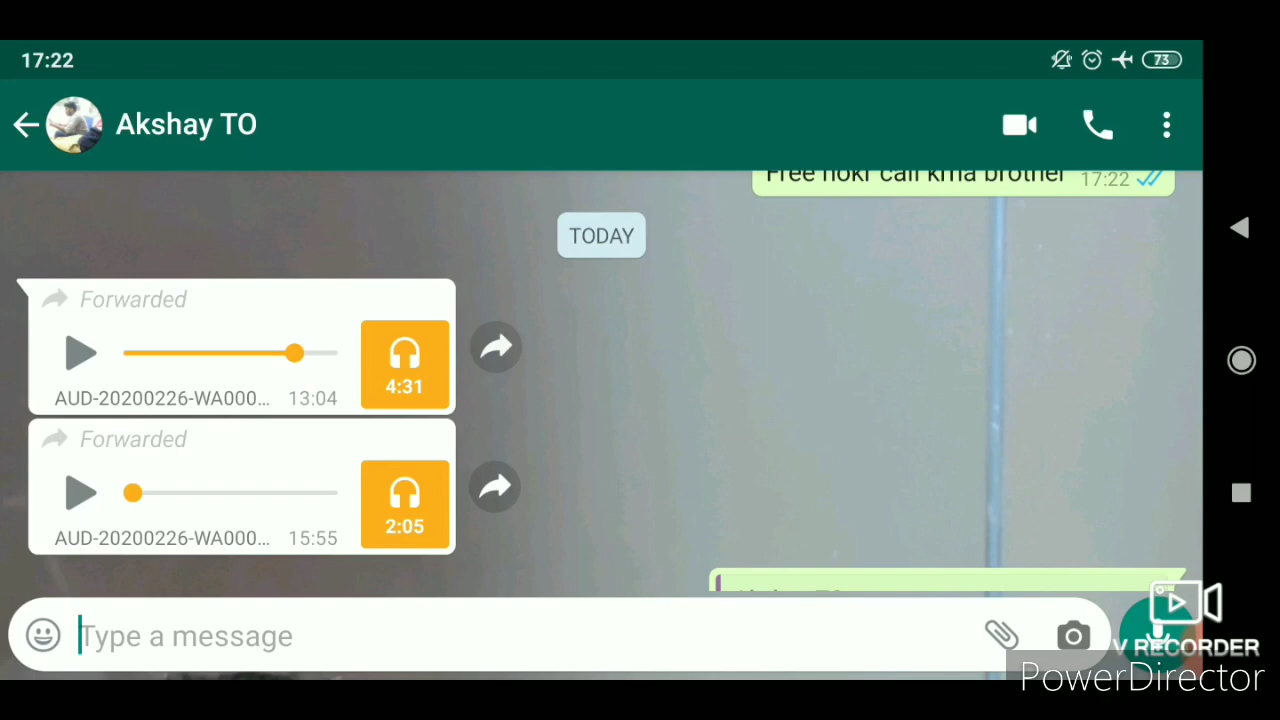 17:22
73
Akshay TO
Free nokr call krna brother 17:22
TODAY
Forwarded
4:31
AUD-20200226-WA000... 13:04
Forwarded
2:05
AUD-20200226-WA000... 15:55
Type a message
V RECORDER
PowerDirector